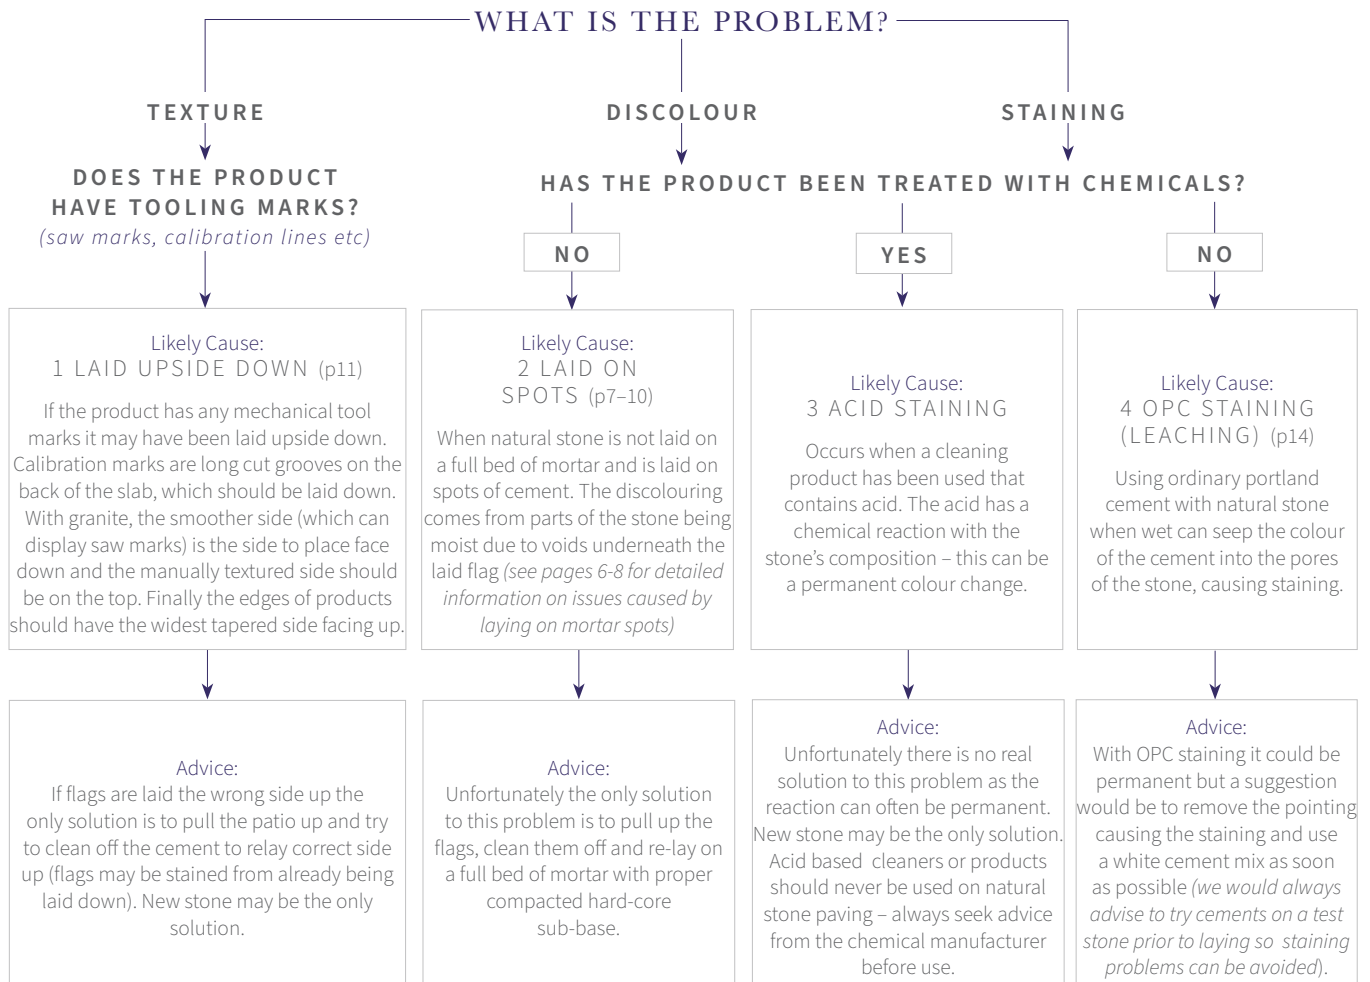 WHAT IS THE PROBLEM?
TEXTURE
DISCOLOUR
STAINING
DOES THE PRODUCT
HAVE TOOLING MARKS?
(saw marks, calibration lines etc)
HAS THE PRODUCT BEEN TREATED WITH CHEMICALS?
NO
YES
NO
Likely Cause:
1 LAID UPSIDE DOWN (p11)
If the product has any mechanical tool
marks it may have been laid upside down.
Calibration marks are long cut grooves on the
back of the slab, which should be laid down.
With granite, the smoother side (which can
display saw marks) is the side to place face
down and the manually textured side should
be on the top. Finally the edges of products
should have the widest tapered side facing up.
Likely Cause:
2 LAID ON
SPOTS (p7–10)
When natural stone is not laid on
a full bed of mortar and is laid on
spots of cement. The discolouring
comes from parts of the stone being
moist due to voids underneath the
laid flag (see pages 6-8 for detailed
information on issues caused by
laying on mortar spots)
Likely Cause:
3 ACID STAINING
Occurs when a cleaning
product has been used that
contains acid. The acid has a
chemical reaction with the
stone’s composition – this can be
a permanent colour change.
Likely Cause:
4 OPC STAINING
(LEACHING) (p14)
Using ordinary portland
cement with natural stone
when wet can seep the colour
of the cement into the pores
of the stone, causing staining.
Advice:
If flags are laid the wrong side up the
only solution is to pull the patio up and try
to clean off the cement to relay correct side
up (flags may be stained from already being
laid down). New stone may be the only
solution.
Advice:
Unfortunately the only solution
to this problem is to pull up the
flags, clean them off and re-lay on
a full bed of mortar with proper
compacted hard-core
sub-base.
Advice:
Unfortunately there is no real
solution to this problem as the
reaction can often be permanent.
New stone may be the only solution.
Acid based cleaners or products
should never be used on natural
stone paving – always seek advice
from the chemical manufacturer
before use.
Advice:
With OPC staining it could be
permanent but a suggestion
would be to remove the pointing
causing the staining and use
a white cement mix as soon
as possible (we would always
advise to try cements on a test
stone prior to laying so staining
problems can be avoided).